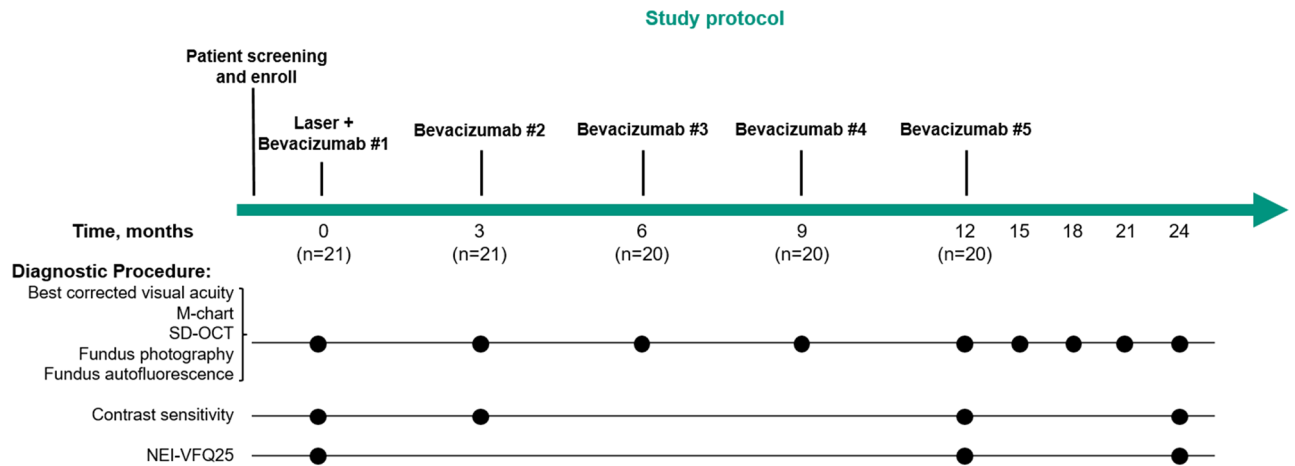 Study protocol
Patient screening
and enroll
Laser +
Bevacizumab #1
Bevacizumab #2
Bevacizumab #3
Bevacizumab #4
Bevacizumab #5
Time, months
0
3
6
9
12
15
18
21
24
(n=21)
(n=21)
(n=20)
(n=20)
(n=20)
Diagnostic Procedure:
Best corrected visual acuity
M-chart
SD-OCT
Fundus photography
Fundus autofluorescence
Contrast sensitivity
NEI-VFQ25